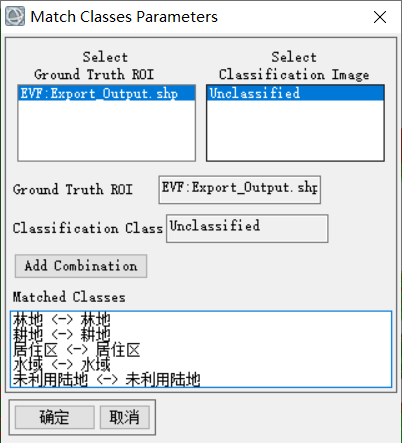 Match Classes Parameters
Select
Ground Truth ROI
Select
Classification Image
EVF:Export_Output.shp
Unclassified
Ground Truth ROI EVF:Export_Output.shp
Classification Class Unclassified
Add Combination
Matched Classes
林地 <-> 林地
耕地 <-> 耕地
居住区 <-> 居住区
水域 <-> 水域
未利用陆地 <-> 未利用陆地
确定 取消